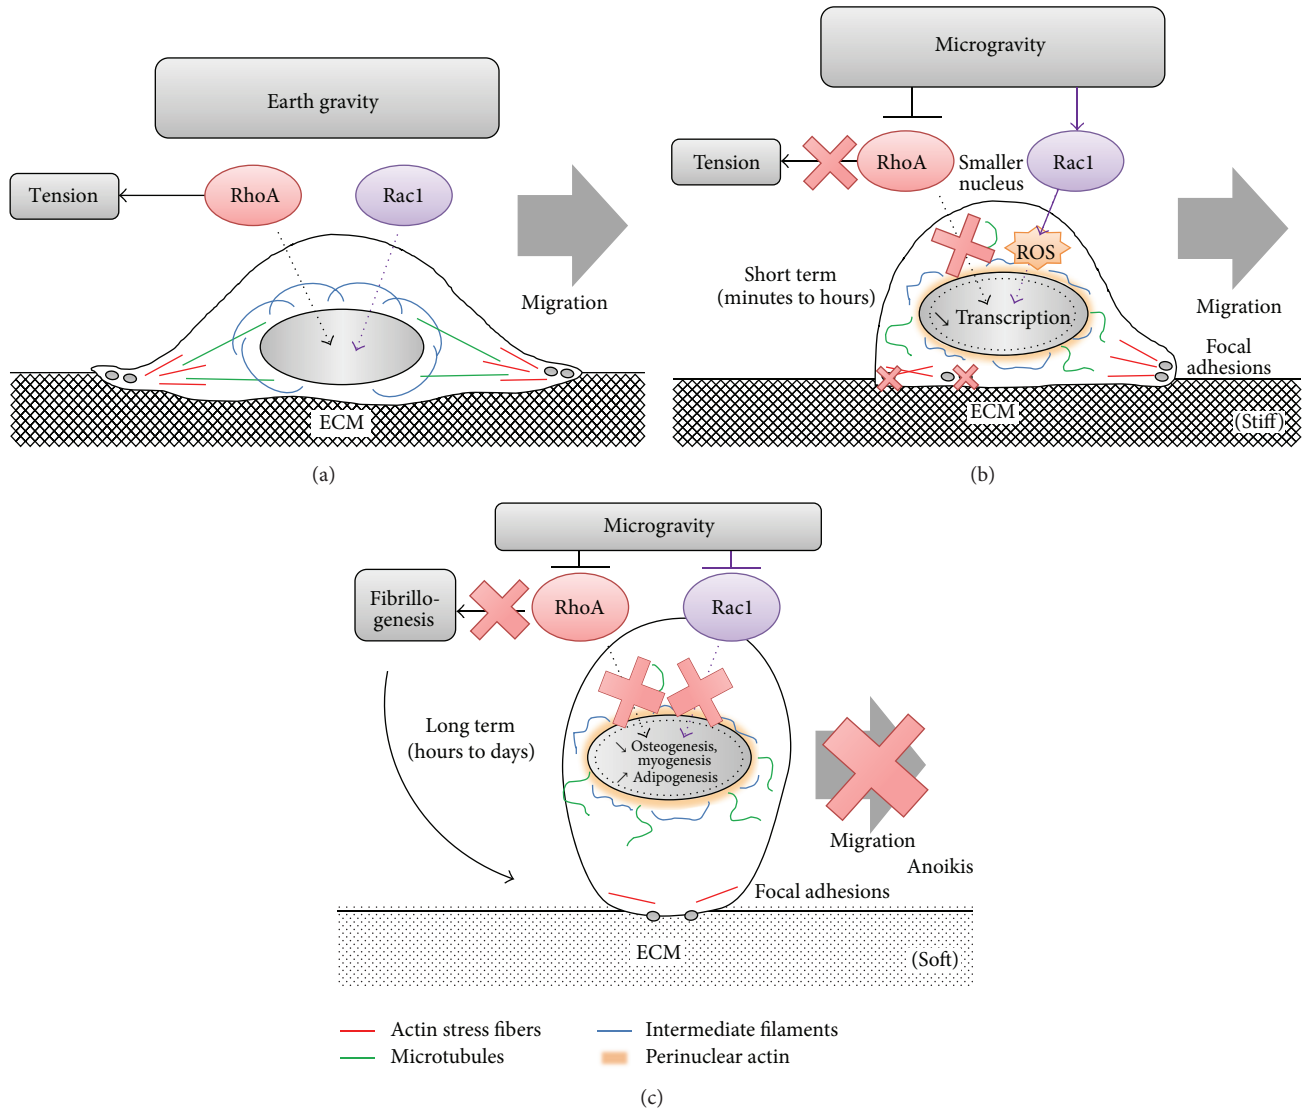 Earth gravity
Tension
RhoA
Rac1
Migration
ECM
(a)
Microgravity
Tension
RhoA
Smaller
nucleus
Rac1
ROS
Short term
(minutes to hours)
↘ Transcription
Migration
Focal
adhesions
ECM
(Stiff)
(b)
Microgravity
Fibrillo-
genesis
RhoA
Rac1
Long term
(hours to days)
↘ Osteogenesis,
myogenesis
↗ Adipogenesis
Migration
Anoikis
Focal adhesions
ECM
(Soft)
Actin stress fibers
Microtubules
Intermediate filaments
Perinuclear actin
(c)